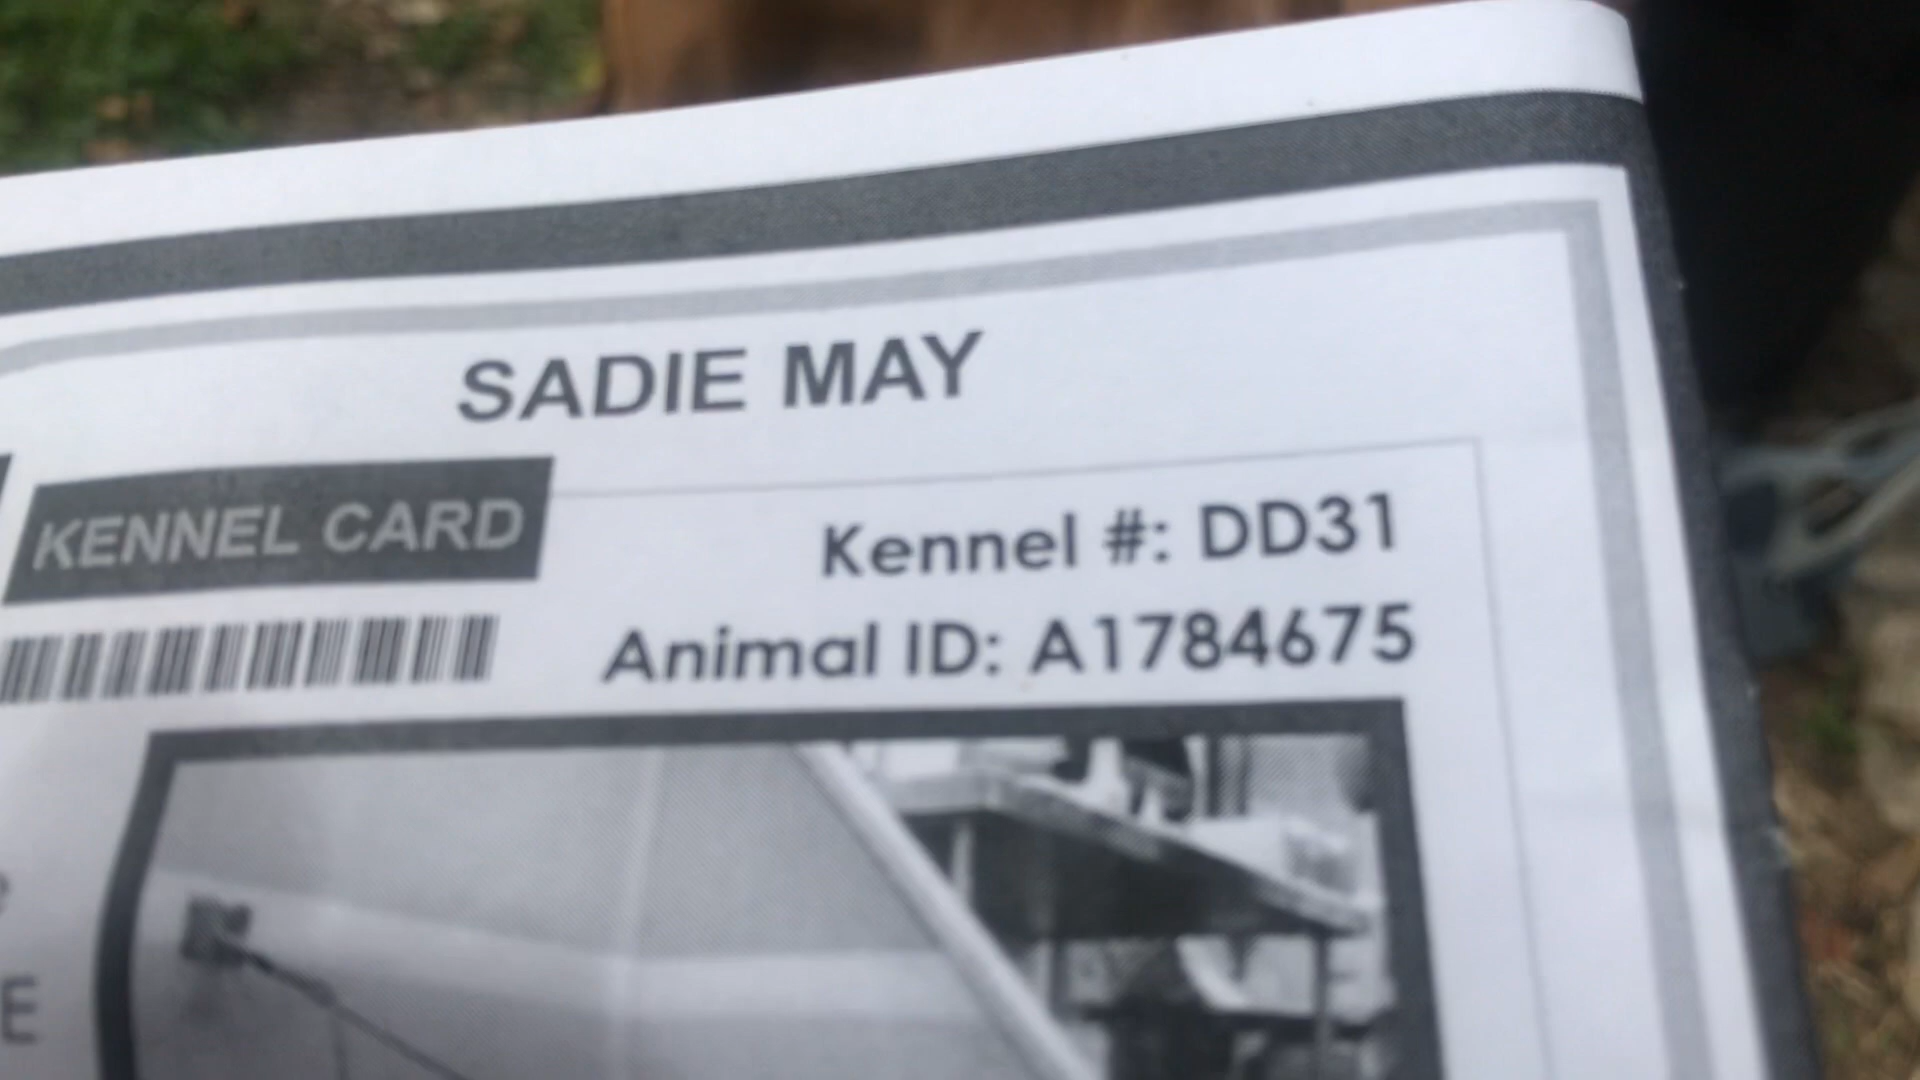 SADIE MAY
KENNEL CARD
Kennel #: DD31
Animal ID: A1784675
E